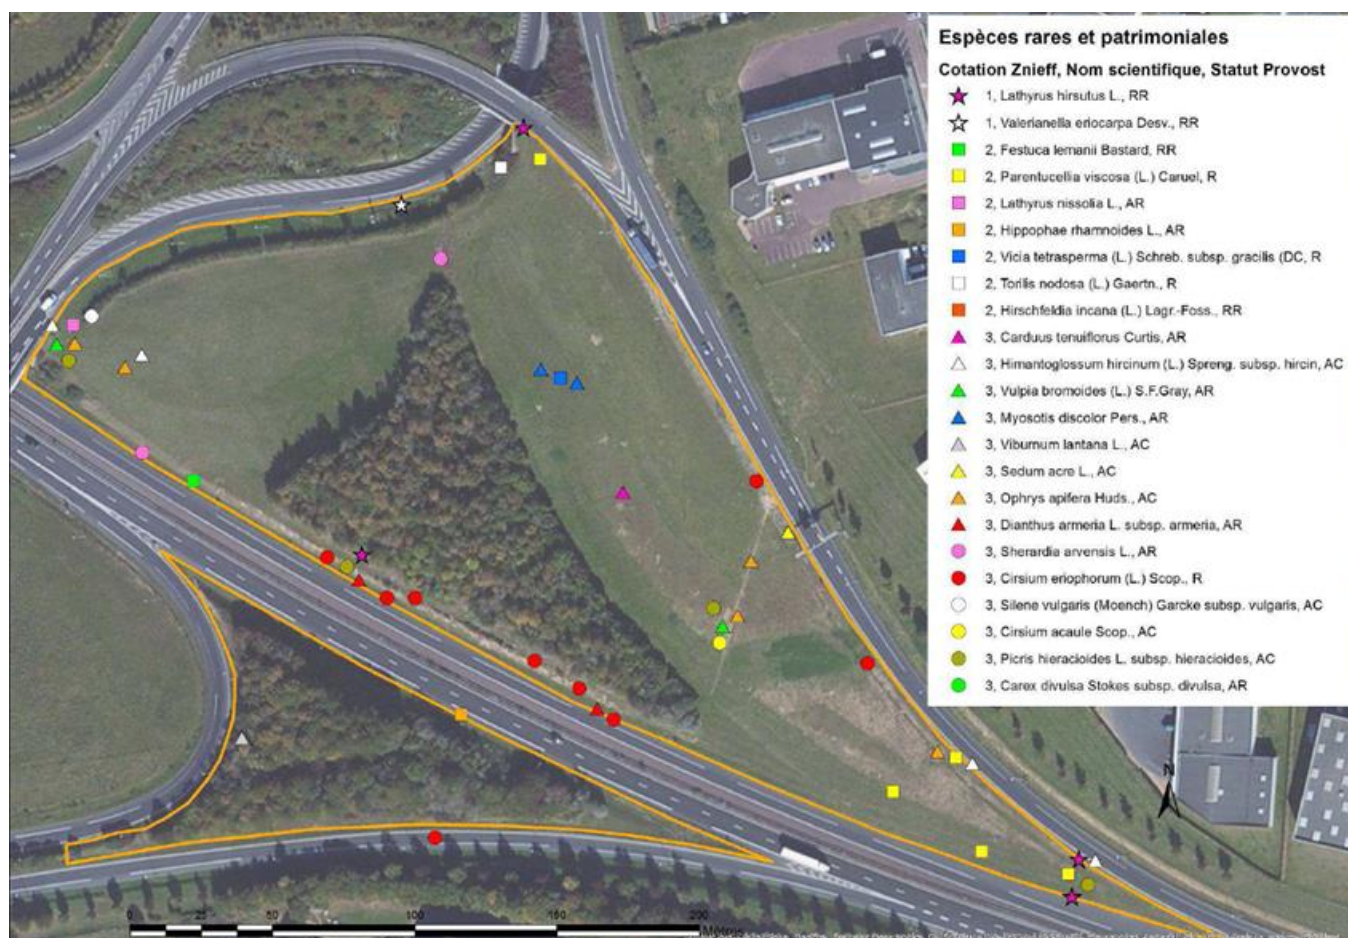 Espèces rares et patrimoniales
Cotation Znieff, Nom scientifique, Statut Provost
1, Lathyrus hirsutus L., RR
1, Valerianella eriocarpa Desv., RR
2, Festuca lemanii Bastard, RR
2, Parentucellia viscosa (L.) Caruel, R
2, Lathyrus nissolia L., AR
2, Hippophae rhamnoides L., AR
2, Vicia tetrasperma (L.) Schreb. subsp. gracilis (DC, R
2, Torilis nodosa (L.) Gaertn., R
2, Hirschfeldia incana (L.) Lagr.-Foss., RR
3, Carduus tenuiflorus Curtis, AR
3, Himantoglossum hircinum (L.) Spreng. subsp. hircin, AC
3, Vulpia bromoides (L.) S.F.Gray, AR
3, Myosotis discolor Pers., AR
3, Viburnum lantana L., AC
3, Sedum acre L., AC
3, Ophrys apifera Huds., AC
3, Dianthus armeria L. subsp. armeria, AR
3, Sherardia arvensis L., AR
3, Cirsium eriophorum (L.) Scop., R
3, Silene vulgaris (Moench) Garcke subsp. vulgaris, AC
3, Cirsium acaule Scop., AC
3, Picris hieracioides L. subsp. hieracioides, AC
3, Carex divulsa Stokes subsp. divulsa, AR
N
0 25 50 100 150 200
Mètres